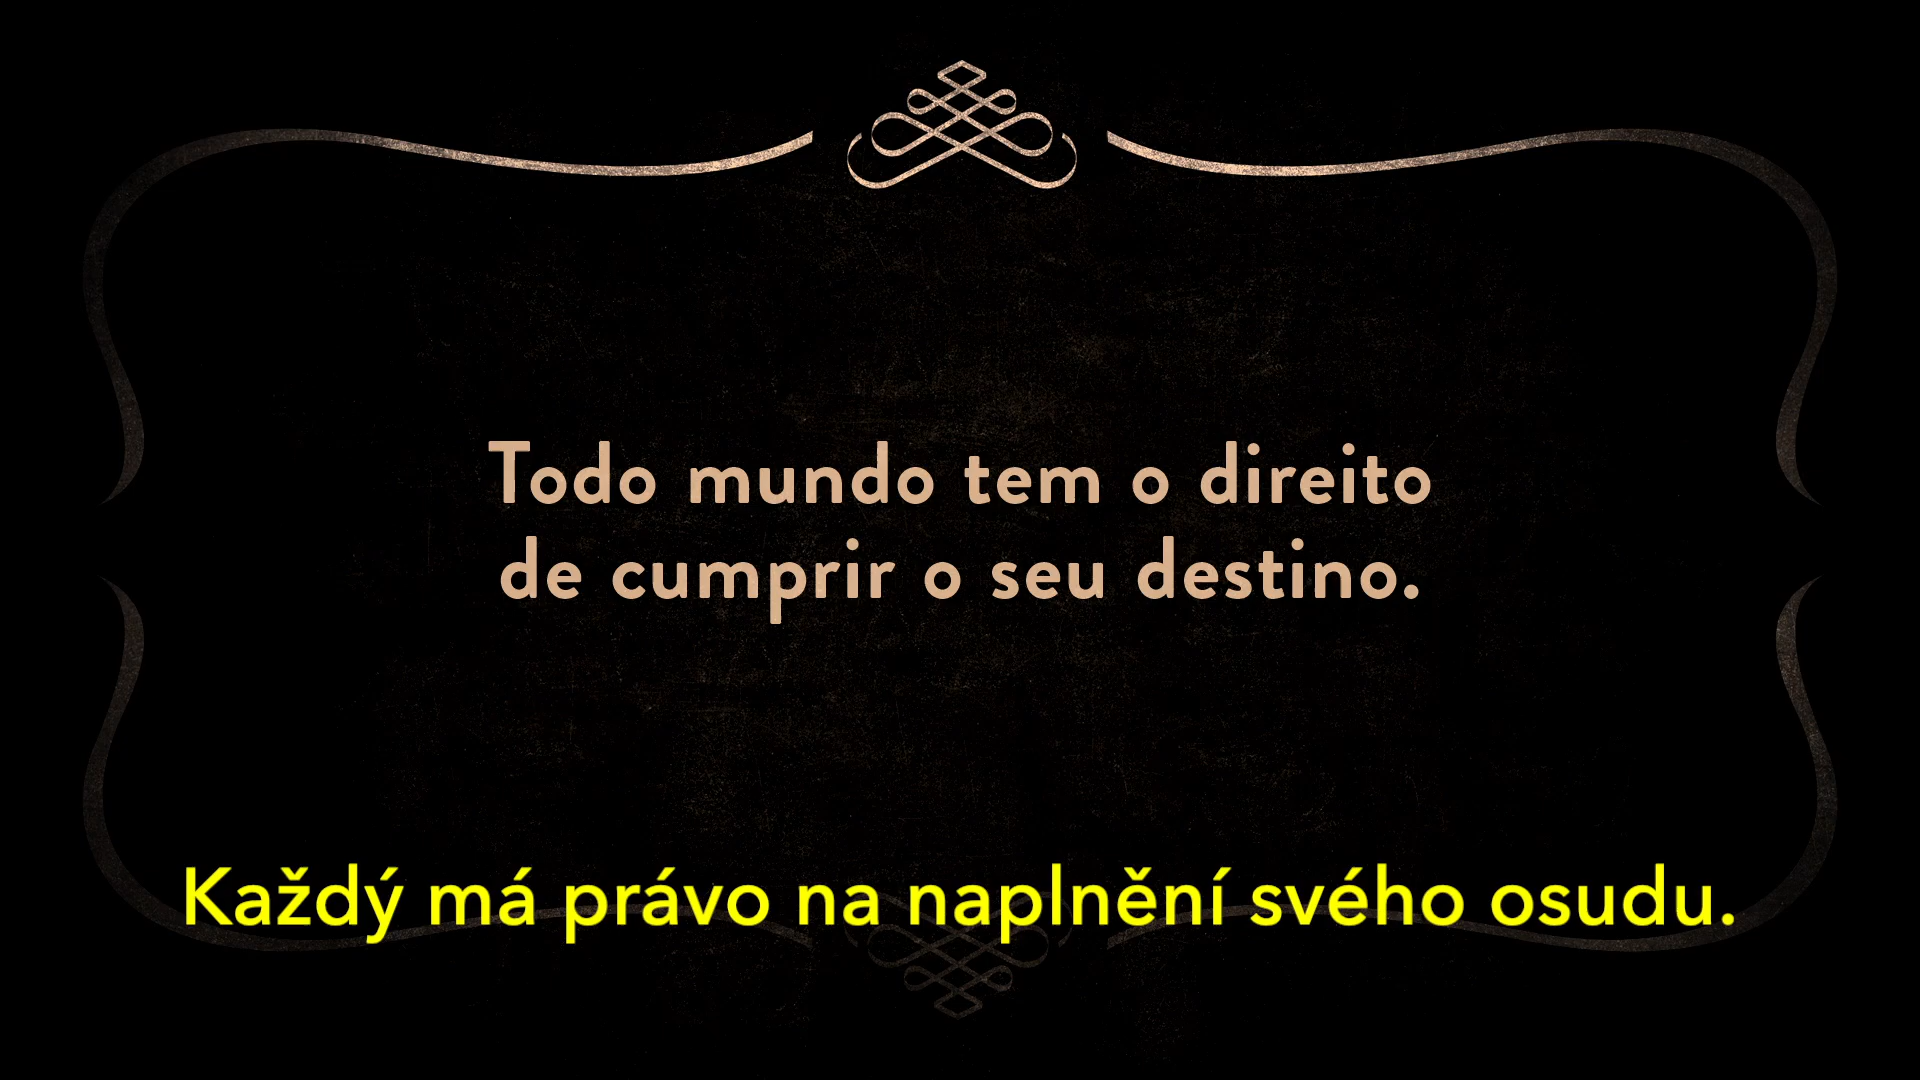 Todo mundo tem o direito
de cumprir o seu destino.
Každý má právo na naplnění svého osudu.